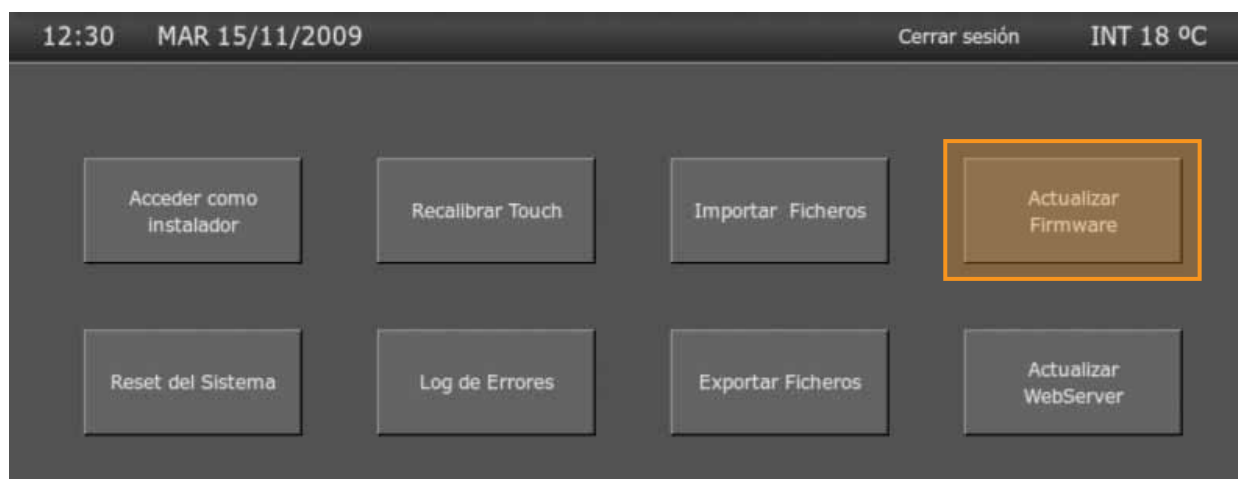 12:30 MAR 15/11/2009 Cerrar sesión INT 18 ºC
Acceder como
instalador
Recalibrar Touch
Importar Ficheros
Actualizar
Firmware
Reset del Sistema
Log de Errores
Exportar Ficheros
Actualizar
WebServer